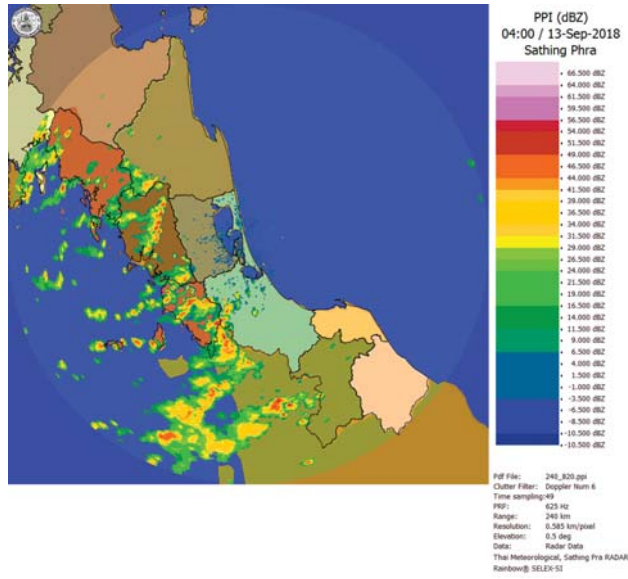 PPI (dBZ)
04:00 / 13-Sep-2018
Sathing Phra
66.500 dBZ
64.000 dBZ
61.500 dBZ
59.500 dBZ
56.500 dBZ
54.000 dBZ
51.500 dBZ
49.000 dBZ
46.500 dBZ
44.000 dBZ
41.500 dBZ
39.000 dBZ
36.500 dBZ
34.000 dBZ
31.500 dBZ
29.000 dBZ
26.500 dBZ
24.000 dBZ
21.500 dBZ
19.000 dBZ
16.500 dBZ
14.000 dBZ
11.500 dBZ
9.000 dBZ
6.500 dBZ
4.000 dBZ
1.500 dBZ
-1.000 dBZ
-3.500 dBZ
-6.500 dBZ
-8.500 dBZ
-10.500 dBZ
Pdf File: 240_820.ppi
Clutter Filter: Doppler Num 6
Time sampling:49
PRF: 625 Hz
Range: 240 km
Resolution: 0.585 km/pixel
Elevation: 0.5 deg
Data: Radar Data
Thai Meteorological, Sathing Pra RADAR
Rainbow® SELEX-SI